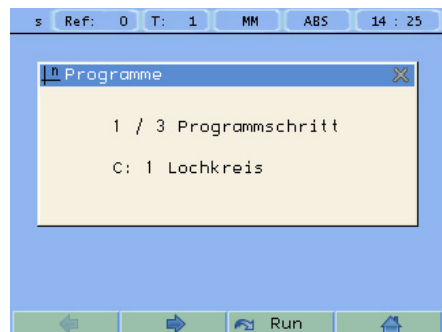 s Ref: 0 T: 1 MM ABS 14 : 25
n Programme
1 / 3 Programmschritt
C: 1 Lochkreis
Run